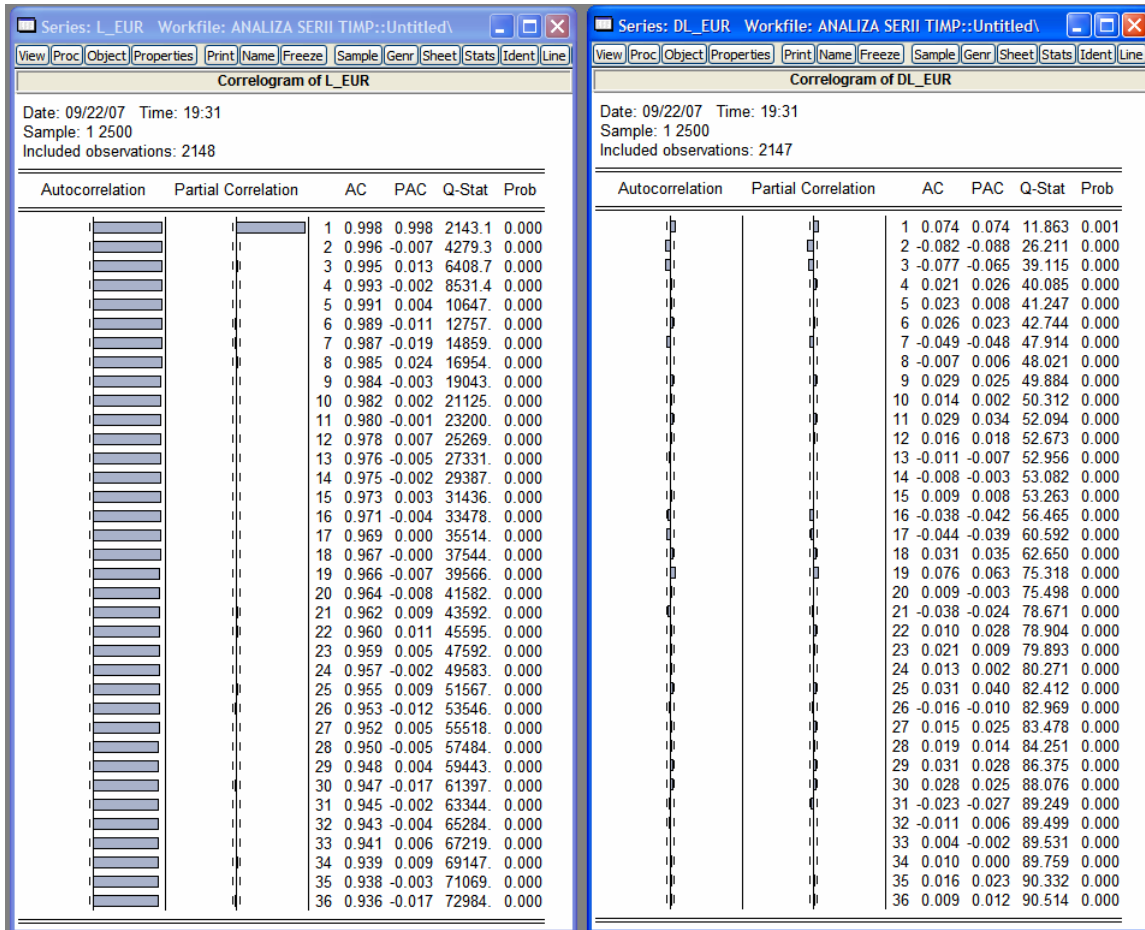 Series: L_EUR Workfile: ANALIZA SERII TIMP::Untitled\
View Proc Object Properties Print Name Freeze Sample Genr Sheet Stats Ident Line
Correlogram of L_EUR
Date: 09/22/07 Time: 19:31
Sample: 1 2500
Included observations: 2148
Autocorrelation Partial Correlation AC PAC Q-Stat Prob
1 0.998 0.998 2143.1 0.000
2 0.996 -0.007 4279.3 0.000
3 0.995 0.013 6408.7 0.000
4 0.993 -0.002 8531.4 0.000
5 0.991 0.004 10647. 0.000
6 0.989 -0.011 12757. 0.000
7 0.987 -0.019 14859. 0.000
8 0.985 0.024 16954. 0.000
9 0.984 -0.003 19043. 0.000
10 0.982 0.002 21125. 0.000
11 0.980 -0.001 23200. 0.000
12 0.978 0.007 25269. 0.000
13 0.976 -0.005 27331. 0.000
14 0.975 -0.002 29387. 0.000
15 0.973 0.003 31436. 0.000
16 0.971 -0.004 33478. 0.000
17 0.969 0.000 35514. 0.000
18 0.967 -0.000 37544. 0.000
19 0.966 -0.007 39566. 0.000
20 0.964 -0.008 41582. 0.000
21 0.962 0.009 43592. 0.000
22 0.960 0.011 45595. 0.000
23 0.959 0.005 47592. 0.000
24 0.957 -0.002 49583. 0.000
25 0.955 0.009 51567. 0.000
26 0.953 -0.012 53546. 0.000
27 0.952 0.005 55518. 0.000
28 0.950 -0.005 57484. 0.000
29 0.948 0.004 59443. 0.000
30 0.947 -0.017 61397. 0.000
31 0.945 -0.002 63344. 0.000
32 0.943 -0.004 65284. 0.000
33 0.941 0.006 67219. 0.000
34 0.939 0.009 69147. 0.000
35 0.938 -0.003 71069. 0.000
36 0.936 -0.017 72984. 0.000
Series: DL_EUR Workfile: ANALIZA SERII TIMP::Untitled\
View Proc Object Properties Print Name Freeze Sample Genr Sheet Stats Ident Line
Correlogram of DL_EUR
Date: 09/22/07 Time: 19:31
Sample: 1 2500
Included observations: 2147
Autocorrelation Partial Correlation AC PAC Q-Stat Prob
1 0.074 0.074 11.863 0.001
2 -0.082 -0.088 26.211 0.000
3 -0.077 -0.065 39.115 0.000
4 0.021 0.026 40.085 0.000
5 0.023 0.008 41.247 0.000
6 0.026 0.023 42.744 0.000
7 -0.049 -0.048 47.914 0.000
8 -0.007 0.006 48.021 0.000
9 0.029 0.025 49.884 0.000
10 0.014 0.002 50.312 0.000
11 0.029 0.034 52.094 0.000
12 0.016 0.018 52.673 0.000
13 -0.011 -0.007 52.956 0.000
14 -0.008 -0.003 53.082 0.000
15 0.009 0.008 53.263 0.000
16 -0.038 -0.042 56.465 0.000
17 -0.044 -0.039 60.592 0.000
18 0.031 0.035 62.650 0.000
19 0.076 0.063 75.318 0.000
20 0.009 -0.003 75.498 0.000
21 -0.038 -0.024 78.671 0.000
22 0.010 0.028 78.904 0.000
23 0.021 0.009 79.893 0.000
24 0.013 0.002 80.271 0.000
25 0.031 0.040 82.412 0.000
26 -0.016 -0.010 82.969 0.000
27 0.015 0.025 83.478 0.000
28 0.019 0.014 84.251 0.000
29 0.031 0.028 86.375 0.000
30 0.028 0.025 88.076 0.000
31 -0.023 -0.027 89.249 0.000
32 -0.011 0.006 89.499 0.000
33 0.004 -0.002 89.531 0.000
34 0.010 0.000 89.759 0.000
35 0.016 0.023 90.332 0.000
36 0.009 0.012 90.514 0.000